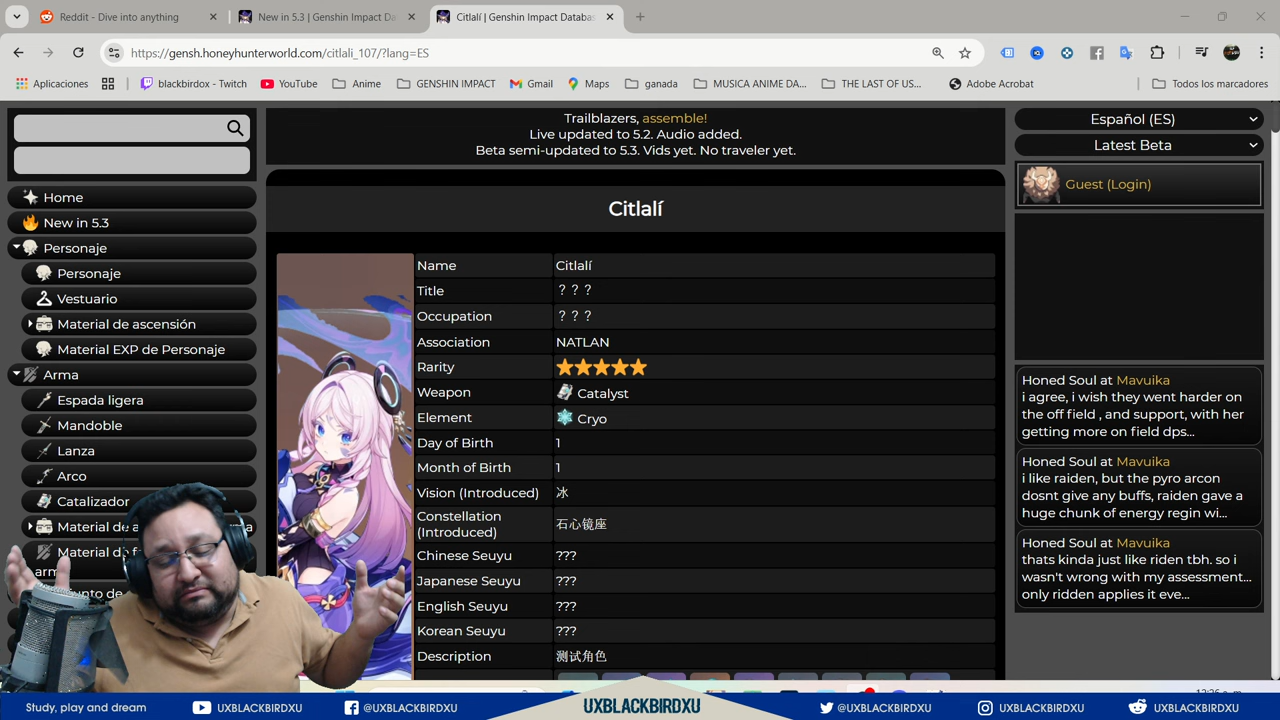 Reddit - Dive into anything
New in 5.3 | Genshin Impact Da
Citlalí | Genshin Impact Databas
https://gensh.honeyhunterworld.com/citlali_107/?lang=ES
Aplicaciones
blackbirdox - Twitch
YouTube
Anime
GENSHIN IMPACT
Gmail
Maps
ganada
MUSICA ANIME DA...
THE LAST OF US...
Adobe Acrobat
Todos los marcadores
Home
New in 5.3
Personaje
Personaje
Vestuario
Material de ascensión
Material EXP de Personaje
Arma
Espada ligera
Mandoble
Lanza
Arco
Catalizador
Material de
Material de
Trailblazers, assemble!
Live updated to 5.2. Audio added.
Beta semi-updated to 5.3. Vids yet. No traveler yet.
Citlalí
Name Citlalí
Title ？？？
Occupation ？？？
Association NATLAN
Rarity
Weapon Catalyst
Element Cryo
Day of Birth 1
Month of Birth 1
Vision (Introduced) 冰
Constellation
(Introduced) 石心镜座
Chinese Seuyu ???
Japanese Seuyu ???
English Seuyu ???
Korean Seuyu ???
Description 测试角色
Español (ES)
Latest Beta
Guest (Login)
Honed Soul at Mavuika
i agree, i wish they went harder on
the off field , and support, with her
getting more on field dps...
Honed Soul at Mavuika
i like raiden, but the pyro arcon
dosnt give any buffs, raiden gave a
huge chunk of energy regin wi...
Honed Soul at Mavuika
thats kinda just like riden tbh. so i
wasn't wrong with my assessment...
only ridden applies it eve...
Study, play and dream
UXBLACKBIRDXU
@UXBLACKBIRDXU
UXBLACKBIRDXU
@UXBLACKBIRDXU
UXBLACKBIRDXU
UXBLACKBIRDXU